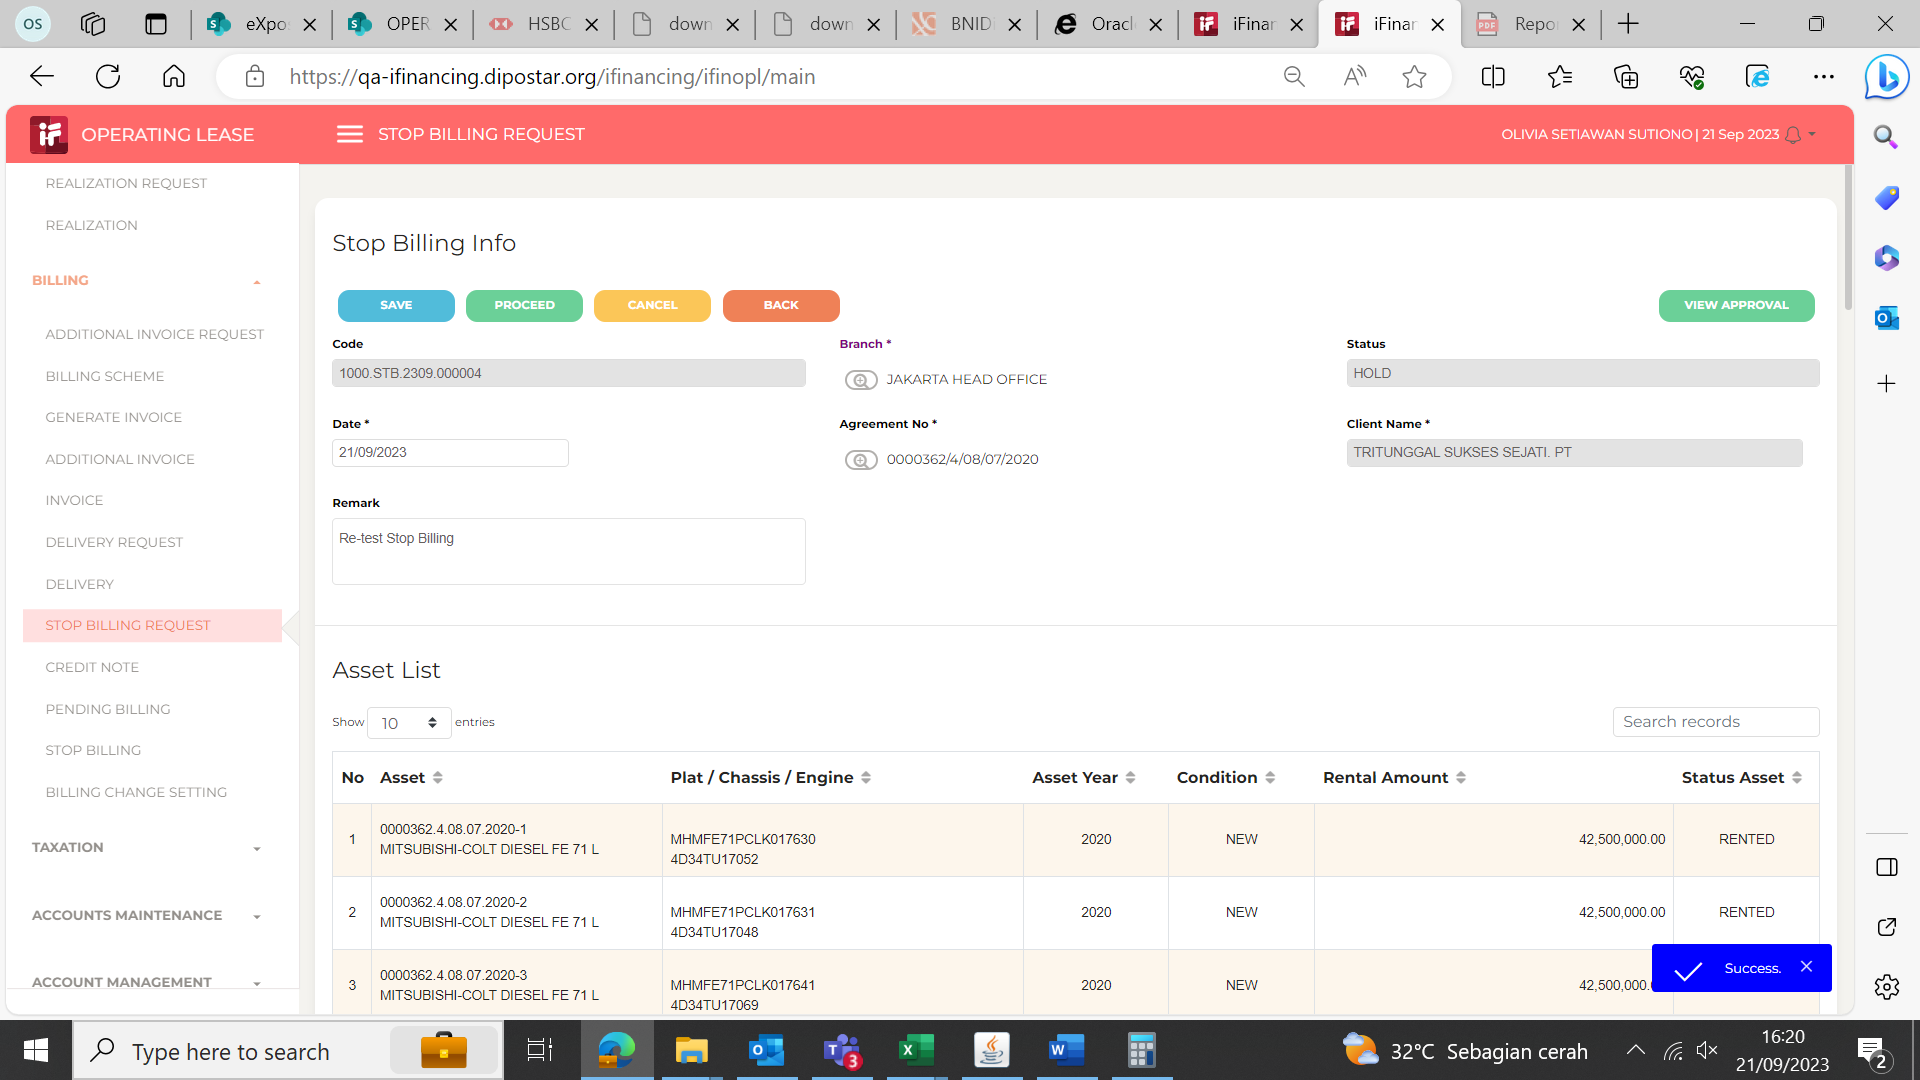 OS
eXpo
OPER
HSBC
down
down
BNID
Oracl
iFinan
iFinan
Repo
https://qa-ifinancing.dipostar.org/ifinancing/ifinopl/main
iF OPERATING LEASE
STOP BILLING REQUEST
OLIVIA SETIAWAN SUTIONO | 21 Sep 2023
REALIZATION REQUEST
REALIZATION
BILLING
ADDITIONAL INVOICE REQUEST
BILLING SCHEME
GENERATE INVOICE
ADDITIONAL INVOICE
INVOICE
DELIVERY REQUEST
DELIVERY
STOP BILLING REQUEST
CREDIT NOTE
PENDING BILLING
STOP BILLING
BILLING CHANGE SETTING
TAXATION
ACCOUNTS MAINTENANCE
ACCOUNT MANAGEMENT
Stop Billing Info
SAVE PROCEED CANCEL BACK VIEW APPROVAL
Code Branch * Status
1000.STB.2309.000004 JAKARTA HEAD OFFICE HOLD
Date * Agreement No * Client Name *
21/09/2023 0000362/4/08/07/2020 TRITUNGGAL SUKSES SEJATI. PT
Remark
Re-test Stop Billing
Asset List
Show 10 entries Search records
No Asset Plat / Chassis / Engine Asset Year Condition Rental Amount Status Asset
1 0000362.4.08.07.2020-1
MITSUBISHI-COLT DIESEL FE 71 L
MHMFE71PCLK017630
4D34TU17052
2020 NEW 42,500,000.00 RENTED
2 0000362.4.08.07.2020-2
MITSUBISHI-COLT DIESEL FE 71 L
MHMFE71PCLK017631
4D34TU17048
2020 NEW 42,500,000.00 RENTED
3 0000362.4.08.07.2020-3
MITSUBISHI-COLT DIESEL FE 71 L
MHMFE71PCLK017641
4D34TU17069
2020 NEW 42,500,000.
Success.
Type here to search
3
32°C Sebagian cerah
16:20
21/09/2023
2